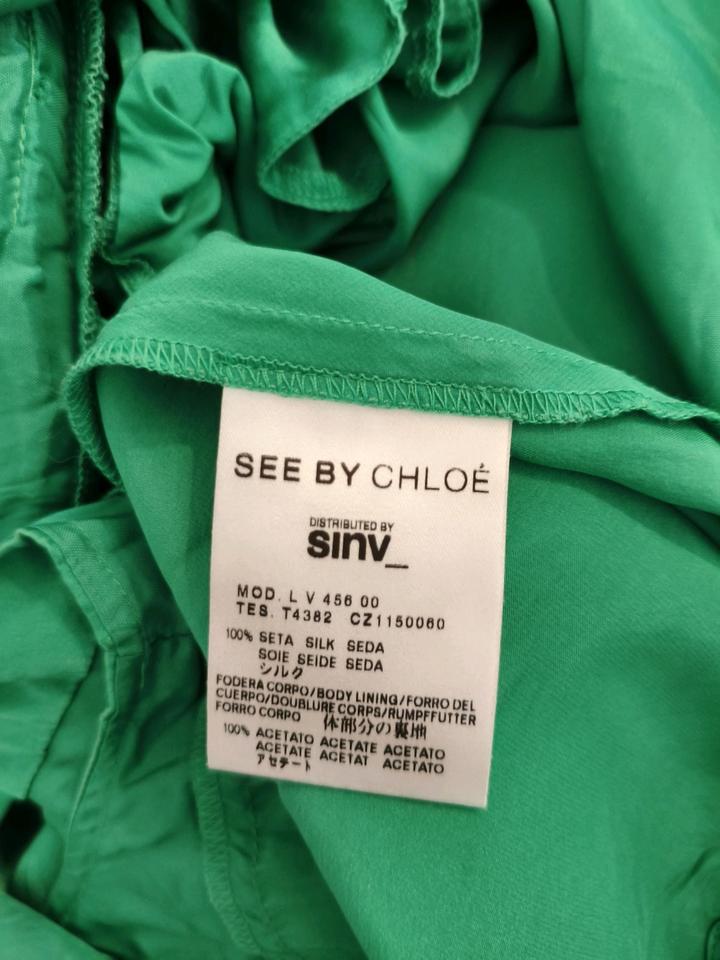 SEE BY CHLOÉ
DISTRIBUTED BY
sinv_
MOD. L V 456 00
TES. T4382 CZ1150060
100% SETA SILK SEDA
SOIE SEIDE SEDA
シルク
FODERA CORPO/BODY LINING/FORRO DEL
CUERPO/DOUBLURE CORPS/RUMPFFUTTER
FORRO CORPO 体部分の裏地
100% ACETATO ACETATE ACETATO
ACETATE ACETAT ACETATO
アセテート